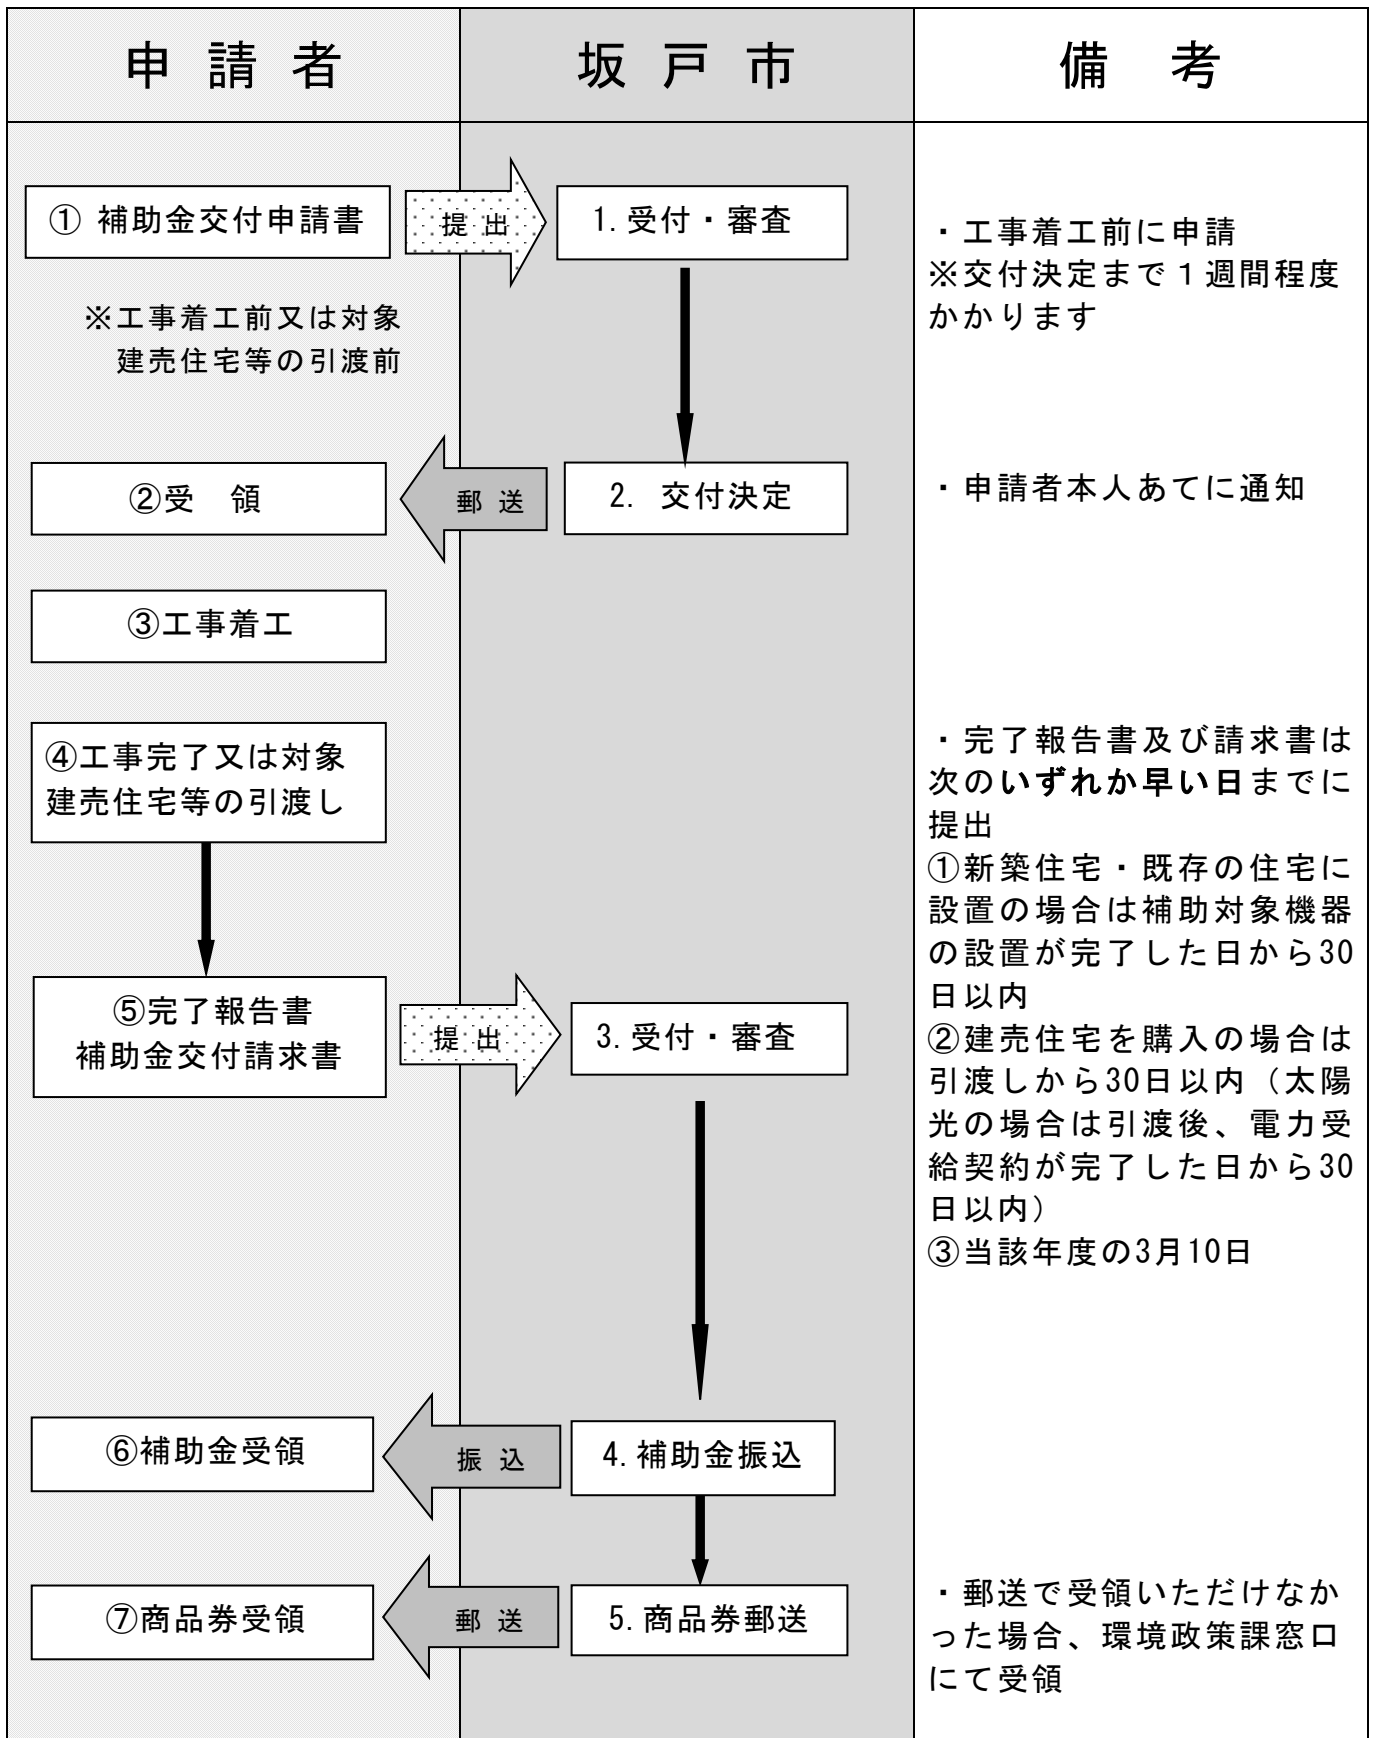 申請者
坂戸市
備　考
① 補助金交付申請書
提出
1.受付・審査
・工事着工前に申請
※交付決定まで１週間程度
かかります
※工事着工前又は対象
建売住宅等の引渡前
②受　領
郵送
2. 交付決定
・申請者本人あてに通知
③工事着工
④工事完了又は対象
建売住宅等の引渡し
・完了報告書及び請求書は
次のいずれか早い日までに
提出
①新築住宅・既存の住宅に
設置の場合は補助対象機器
の設置が完了した日から30
日以内
②建売住宅を購入の場合は
引渡しから30日以内（太陽
光の場合は引渡後、電力受
給契約が完了した日から30
日以内）
③当該年度の3月10日
⑤完了報告書
補助金交付請求書
提出
3.受付・審査
⑥補助金受領
振込
4.補助金振込
⑦商品券受領
郵送
5.商品券郵送
・郵送で受領いただけなか
った場合、環境政策課窓口
にて受領